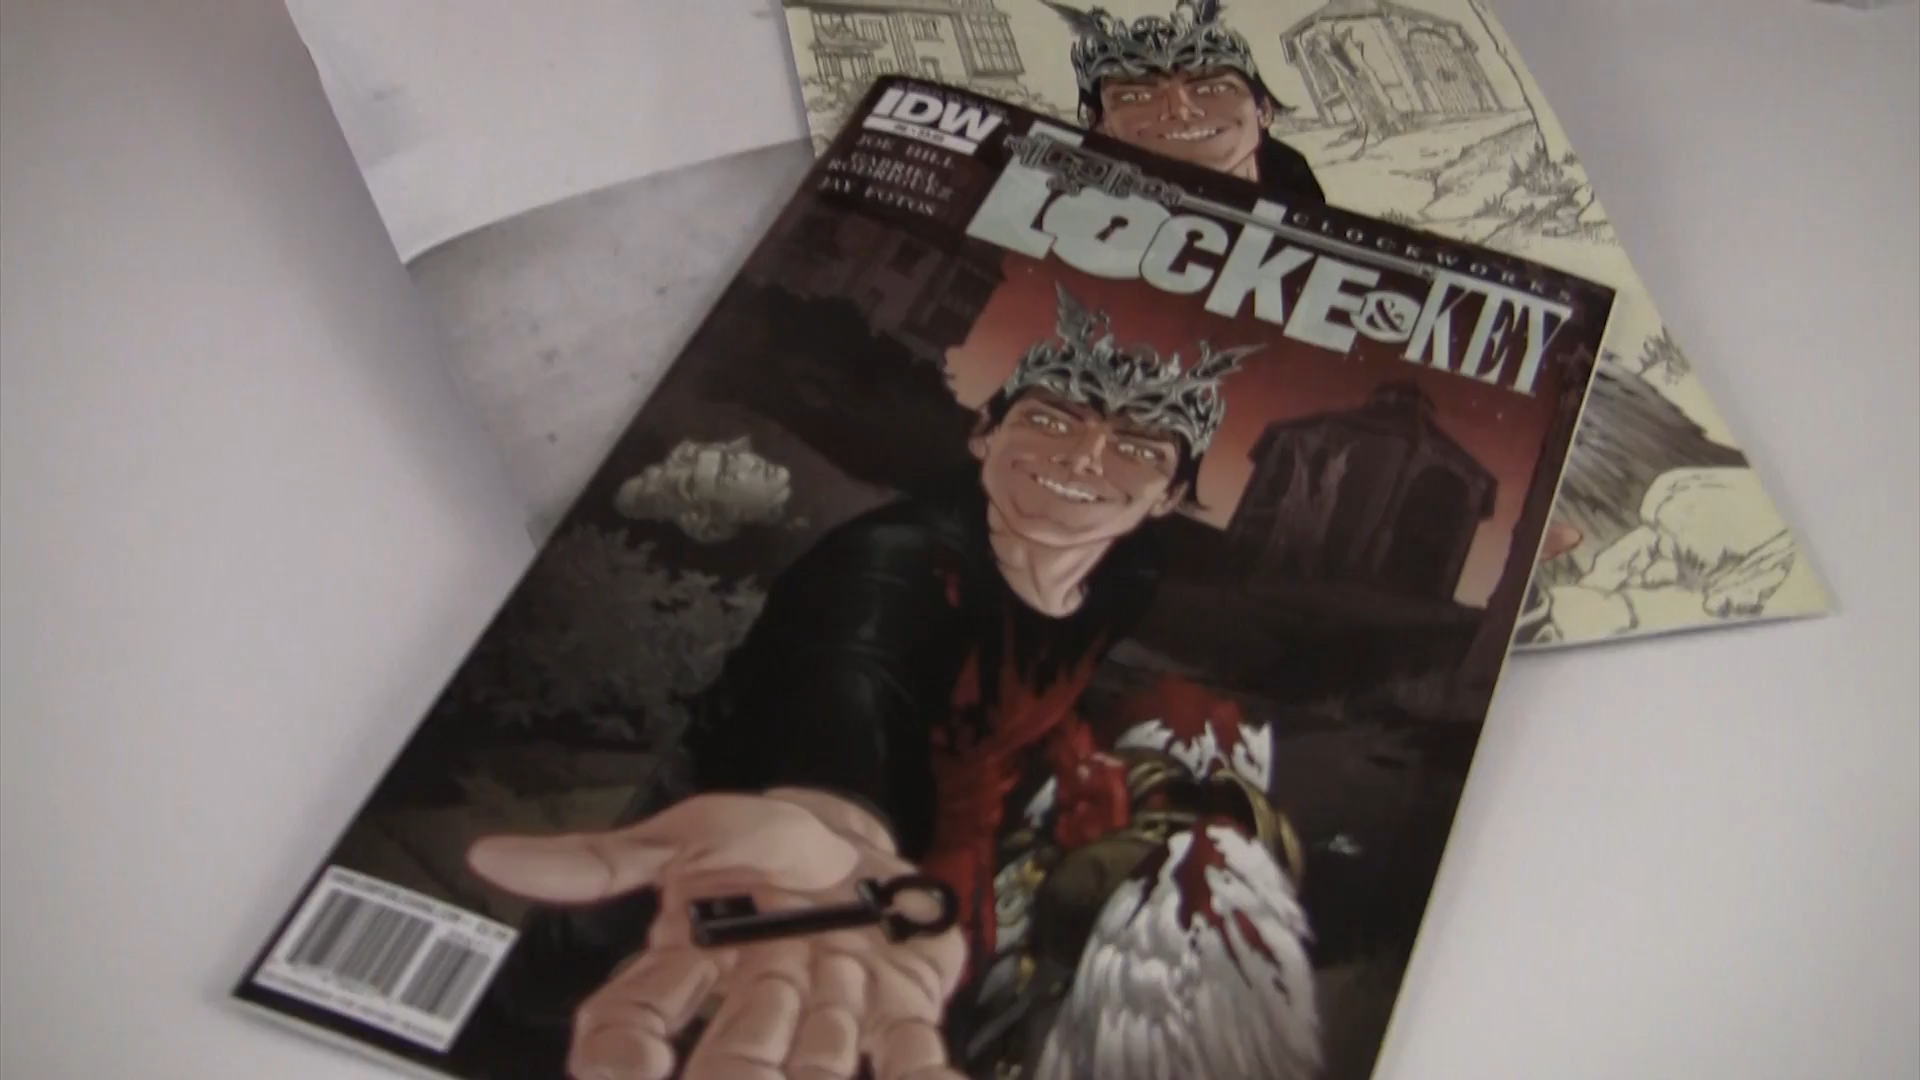 IDW
JOE HILL
GABRIEL
RODRIGUEZ
JAY FOTOS
CLOCKWORKS
LOCKE & KEY